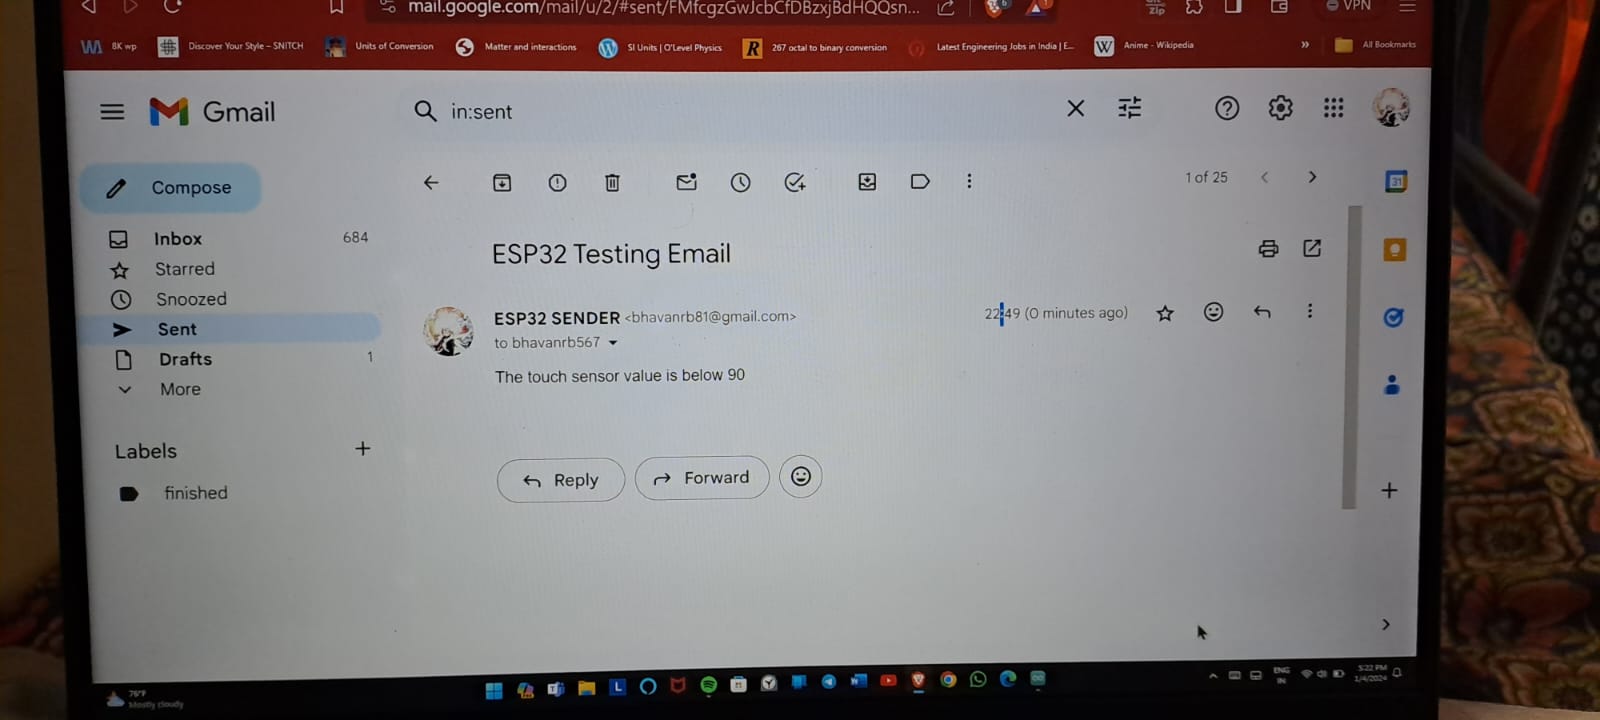 mail.google.com/mail/u/2/#sent/FMfcgzGwJcbCfDBzxjBdHQQsn...
Zip
VPN
8K wp
Discover Your Style – SNITCH
Units of Conversion
Matter and interactions
SI Units | O'Level Physics
267 octal to binary conversion
Latest Engineering Jobs in India | E...
Anime - Wikipedia
»
All Bookmarks
Gmail
in:sent
Compose
1 of 25
Inbox 684
Starred
Snoozed
Sent
Drafts 1
More
Labels
finished
ESP32 Testing Email
ESP32 SENDER <bhavanrb81@gmail.com>
22:49 (0 minutes ago)
to bhavanrb567
The touch sensor value is below 90
Reply
Forward
31
76°F
Mostly cloudy
ENG
IN
5:22 PM
1/4/2024